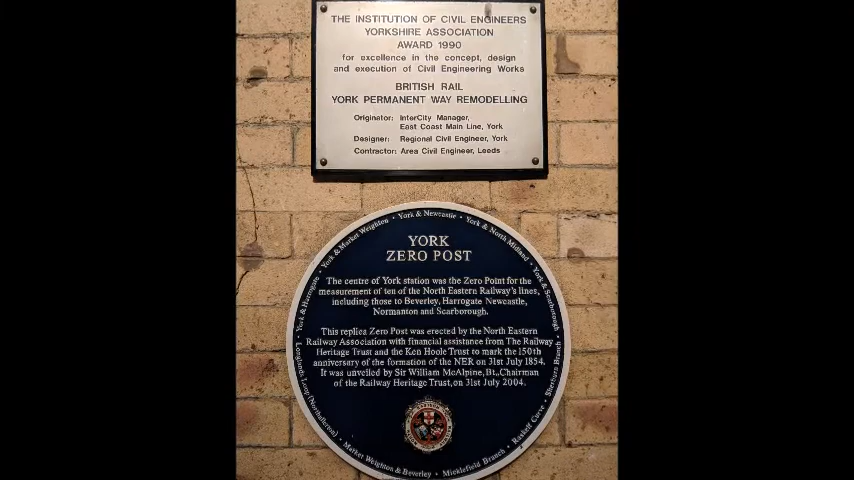 THE INSTITUTION OF CIVIL ENGINEERS
YORKSHIRE ASSOCIATION
AWARD 1990
for excellence in the concept, design
and execution of Civil Engineering Works
BRITISH RAIL
YORK PERMANENT WAY REMODELLING
Originator: InterCity Manager,
East Coast Main Line, York
Designer: Regional Civil Engineer, York
Contractor: Area Civil Engineer, Leeds
York & Newcastle • York & North Midland • York & Scarborough • Sherburn Branch • Raskelf Curve • Micklefield Branch • Market Weighton & Beverley • Longlands Loop (Northallerton) • York & Harrogate • York & Market Weighton •
YORK
ZERO POST
The centre of York station was the Zero Point for the
measurement of ten of the North Eastern Railway's lines,
including those to Beverley, Harrogate Newcastle,
Normanton and Scarborough.
This replica Zero Post was erected by the North Eastern
Railway Association with financial assistance from The Railway
Heritage Trust and the Ken Hoole Trust to mark the 150th
anniversary of the formation of the NER on 31st July 1854.
It was unveiled by Sir William McAlpine, Bt., Chairman
of the Railway Heritage Trust, on 31st July 2004.